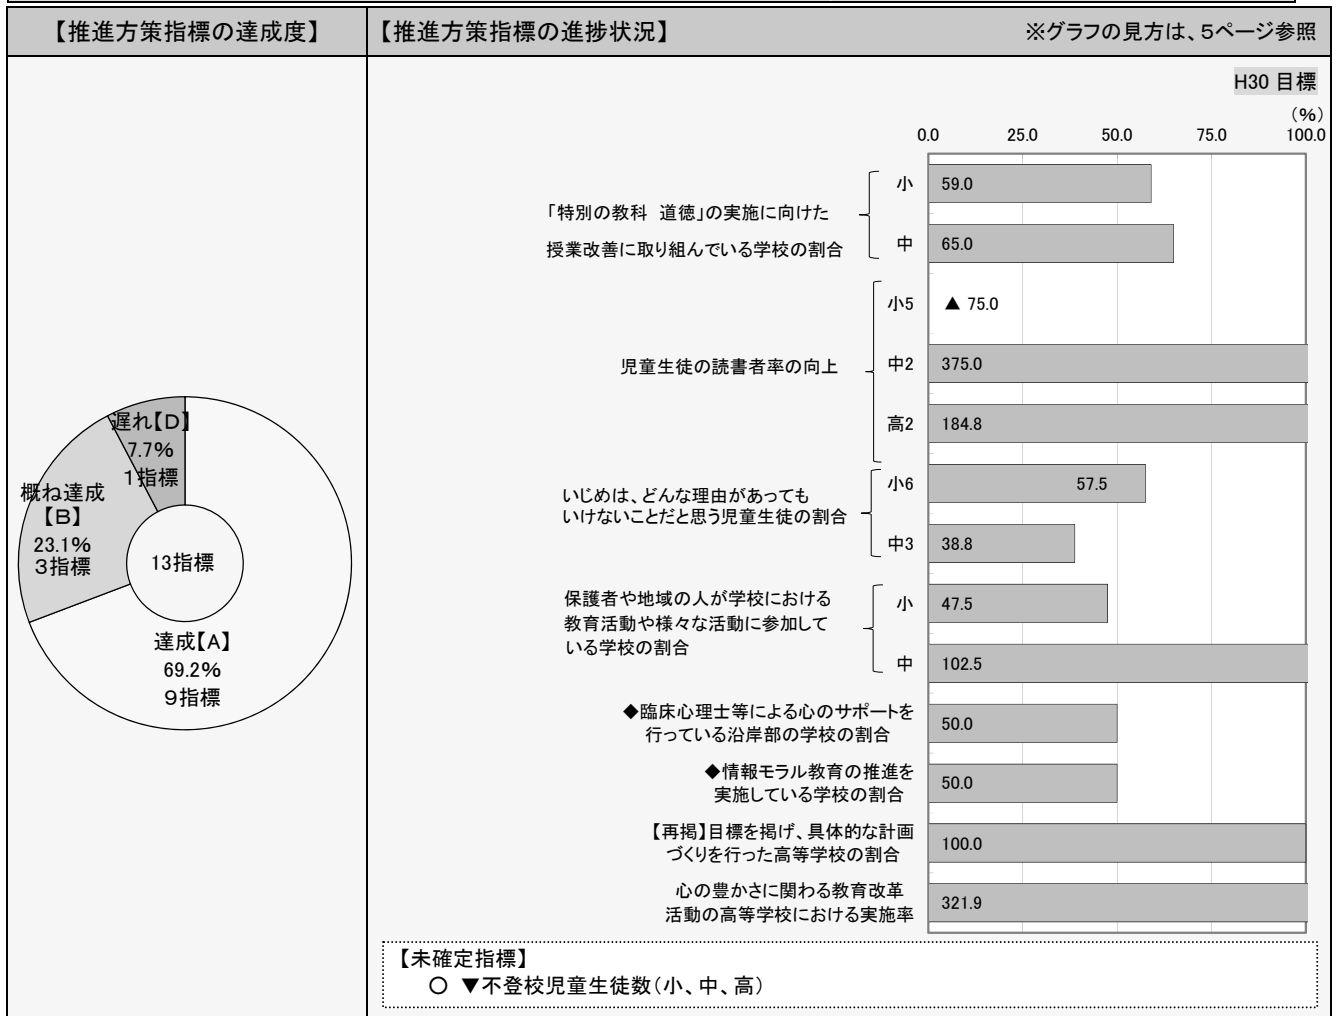 【推進方策指標の達成度】
【推進方策指標の進捗状況】
※グラフの見方は、5ページ参照
遅れ【D】
7.7%
1指標
概ね達成
【B】
23.1%
3指標
13指標
達成【A】
69.2%
9指標
H30 目標
(%)
0.0 25.0 50.0 75.0 100.0
「特別の教科 道徳」の実施に向けた
授業改善に取り組んでいる学校の割合
小 59.0
中 65.0
児童生徒の読書者率の向上
小5 ▲ 75.0
中2 375.0
高2 184.8
いじめは、どんな理由があっても
いけないことだと思う児童生徒の割合
小6 57.5
中3 38.8
保護者や地域の人が学校における
教育活動や様々な活動に参加して
いる学校の割合
小 47.5
中 102.5
◆臨床心理士等による心のサポートを
行っている沿岸部の学校の割合
50.0
◆情報モラル教育の推進を
実施している学校の割合
50.0
【再掲】目標を掲げ、具体的な計画
づくりを行った高等学校の割合
100.0
心の豊かさに関わる教育改革
活動の高等学校における実施率
321.9
【未確定指標】
○ ▼不登校児童生徒数(小、中、高)